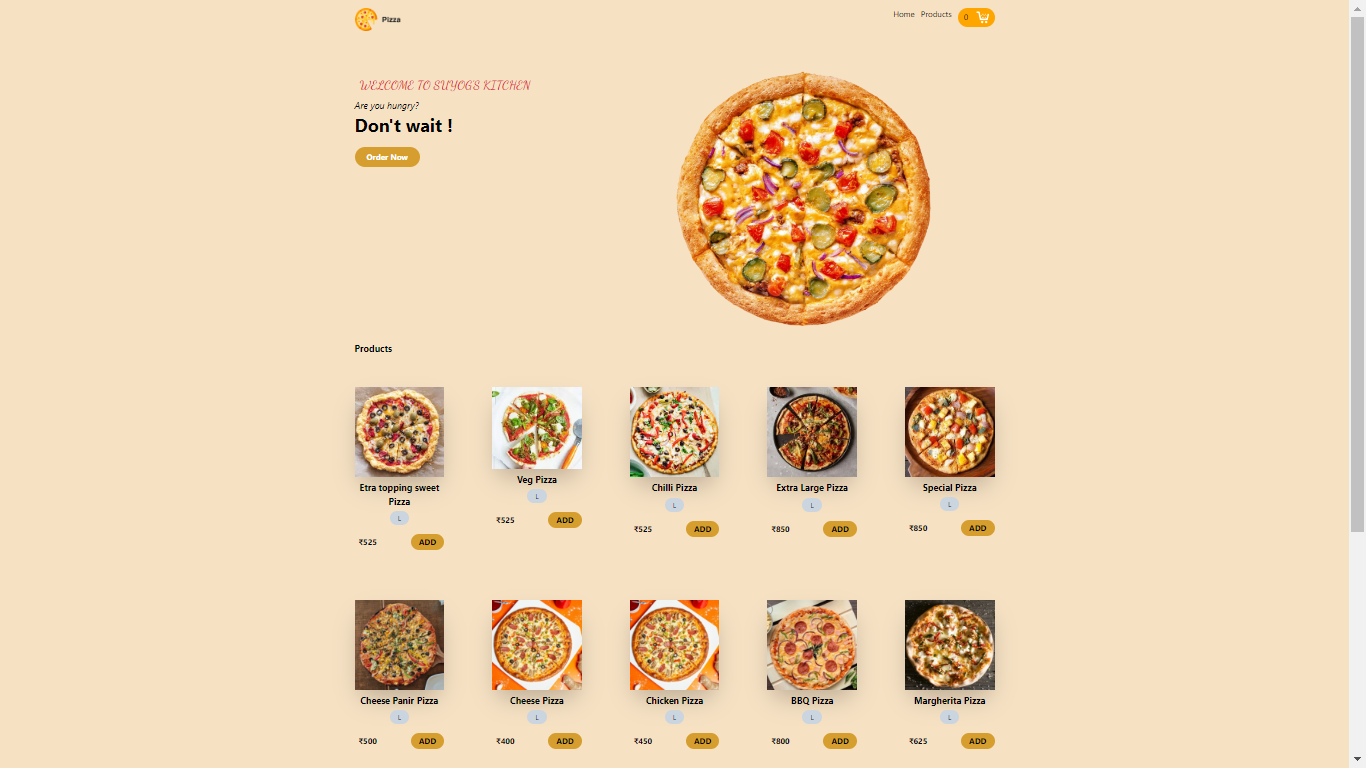 Pizza
Home Products 0
WELCOME TO SUYOG'S KITCHEN
Are you hungry?
Don't wait !
Order Now
Products
Etra topping sweet
Pizza
L
₹525 ADD
Veg Pizza
L
₹525 ADD
Chilli Pizza
L
₹525 ADD
Extra Large Pizza
L
₹850 ADD
Special Pizza
L
₹850 ADD
Cheese Panir Pizza
L
₹500 ADD
Cheese Pizza
L
₹400 ADD
Chicken Pizza
L
₹450 ADD
BBQ Pizza
L
₹800 ADD
Margherita Pizza
L
₹625 ADD